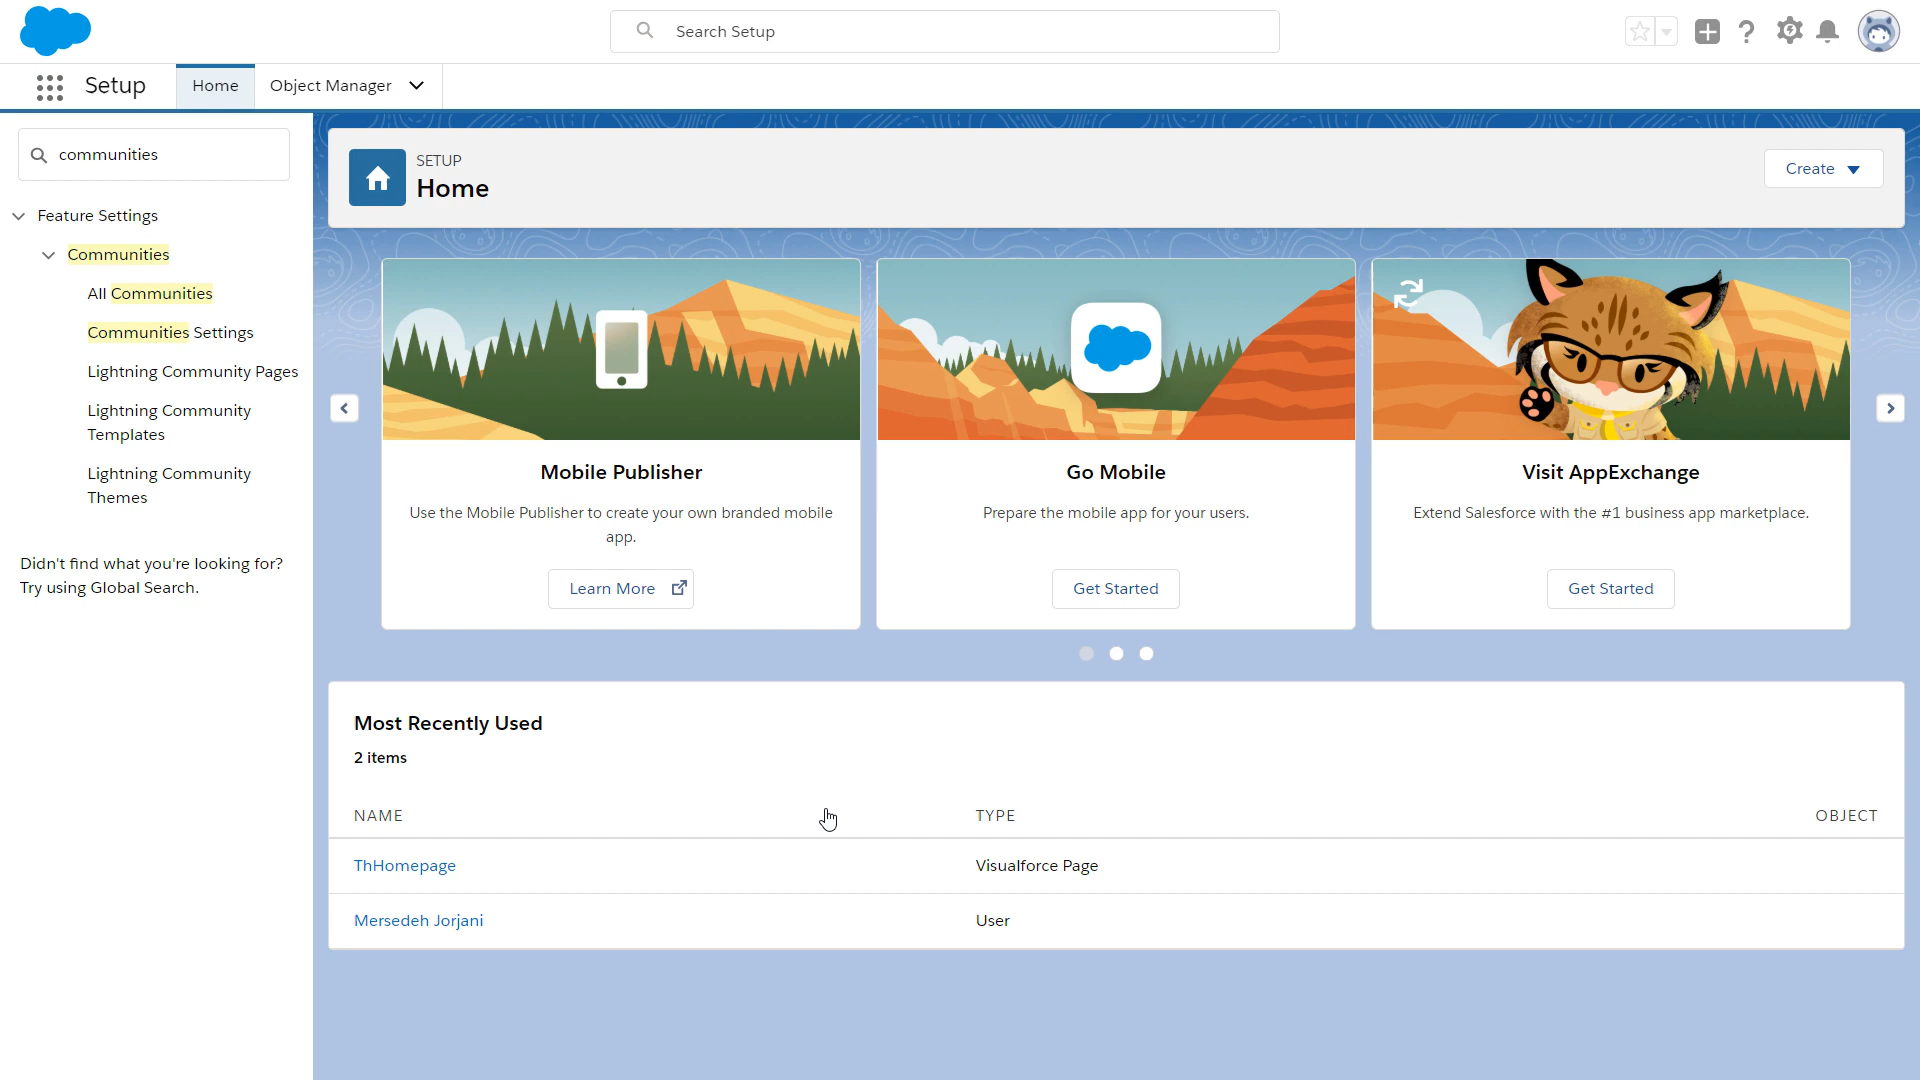 Search Setup
Setup
Home
Object Manager
communities
Feature Settings
Communities
All Communities
Communities Settings
Lightning Community Pages
Lightning Community
Templates
Lightning Community
Themes
Didn't find what you're looking for?
Try using Global Search.
SETUP
Home
Create
Mobile Publisher
Use the Mobile Publisher to create your own branded mobile
app.
Learn More
Go Mobile
Prepare the mobile app for your users.
Get Started
Visit AppExchange
Extend Salesforce with the #1 business app marketplace.
Get Started
Most Recently Used
2 items
NAME TYPE OBJECT
ThHomepage Visualforce Page
Mersedeh Jorjani User